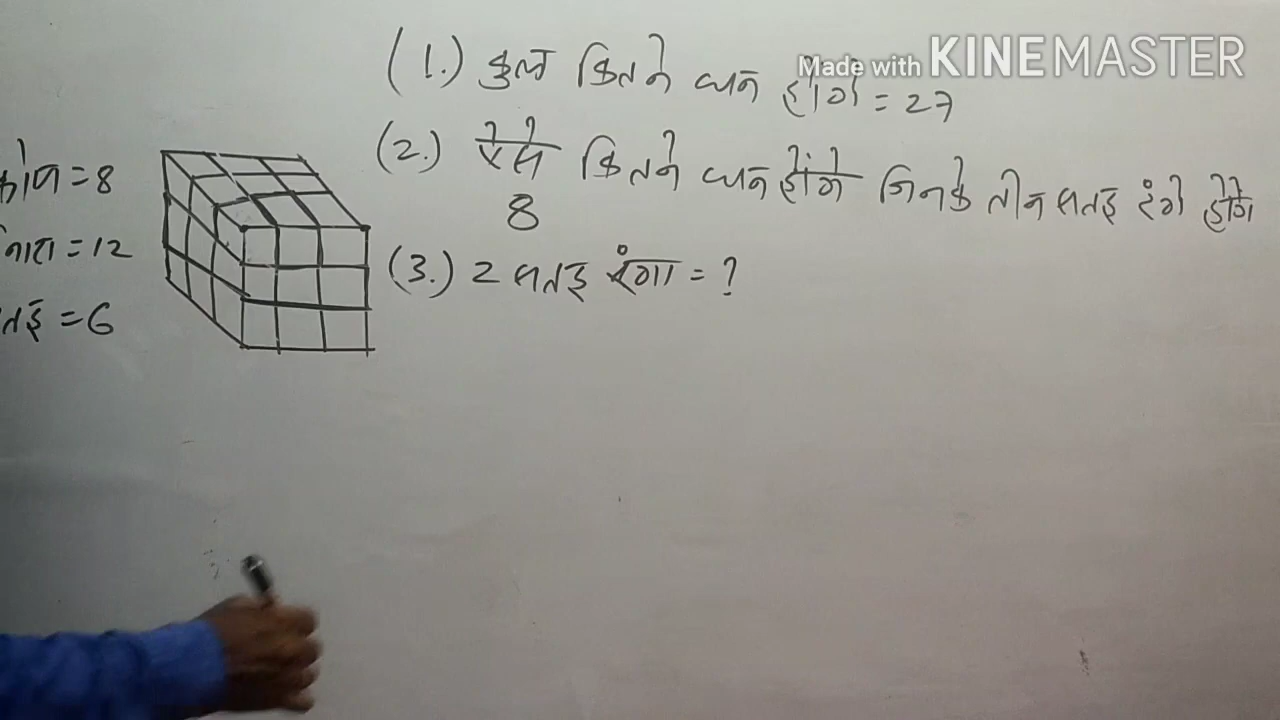 (1.) कुल कितने घन होंगे = 27
Made with KINEMASTER
(2.) ऐसे कितने घन होंगे जिनके तीन सतह रंगे होंगे
8
कोण = 8
नारा = 12
(3.) 2 सतह रंगा = ?
तह = 6